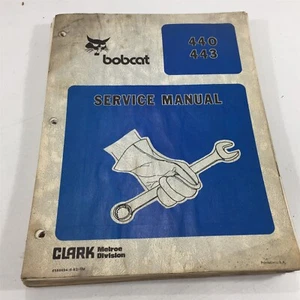 bobcat
440
443
SERVICE MANUAL
CLARK Melroe
Division